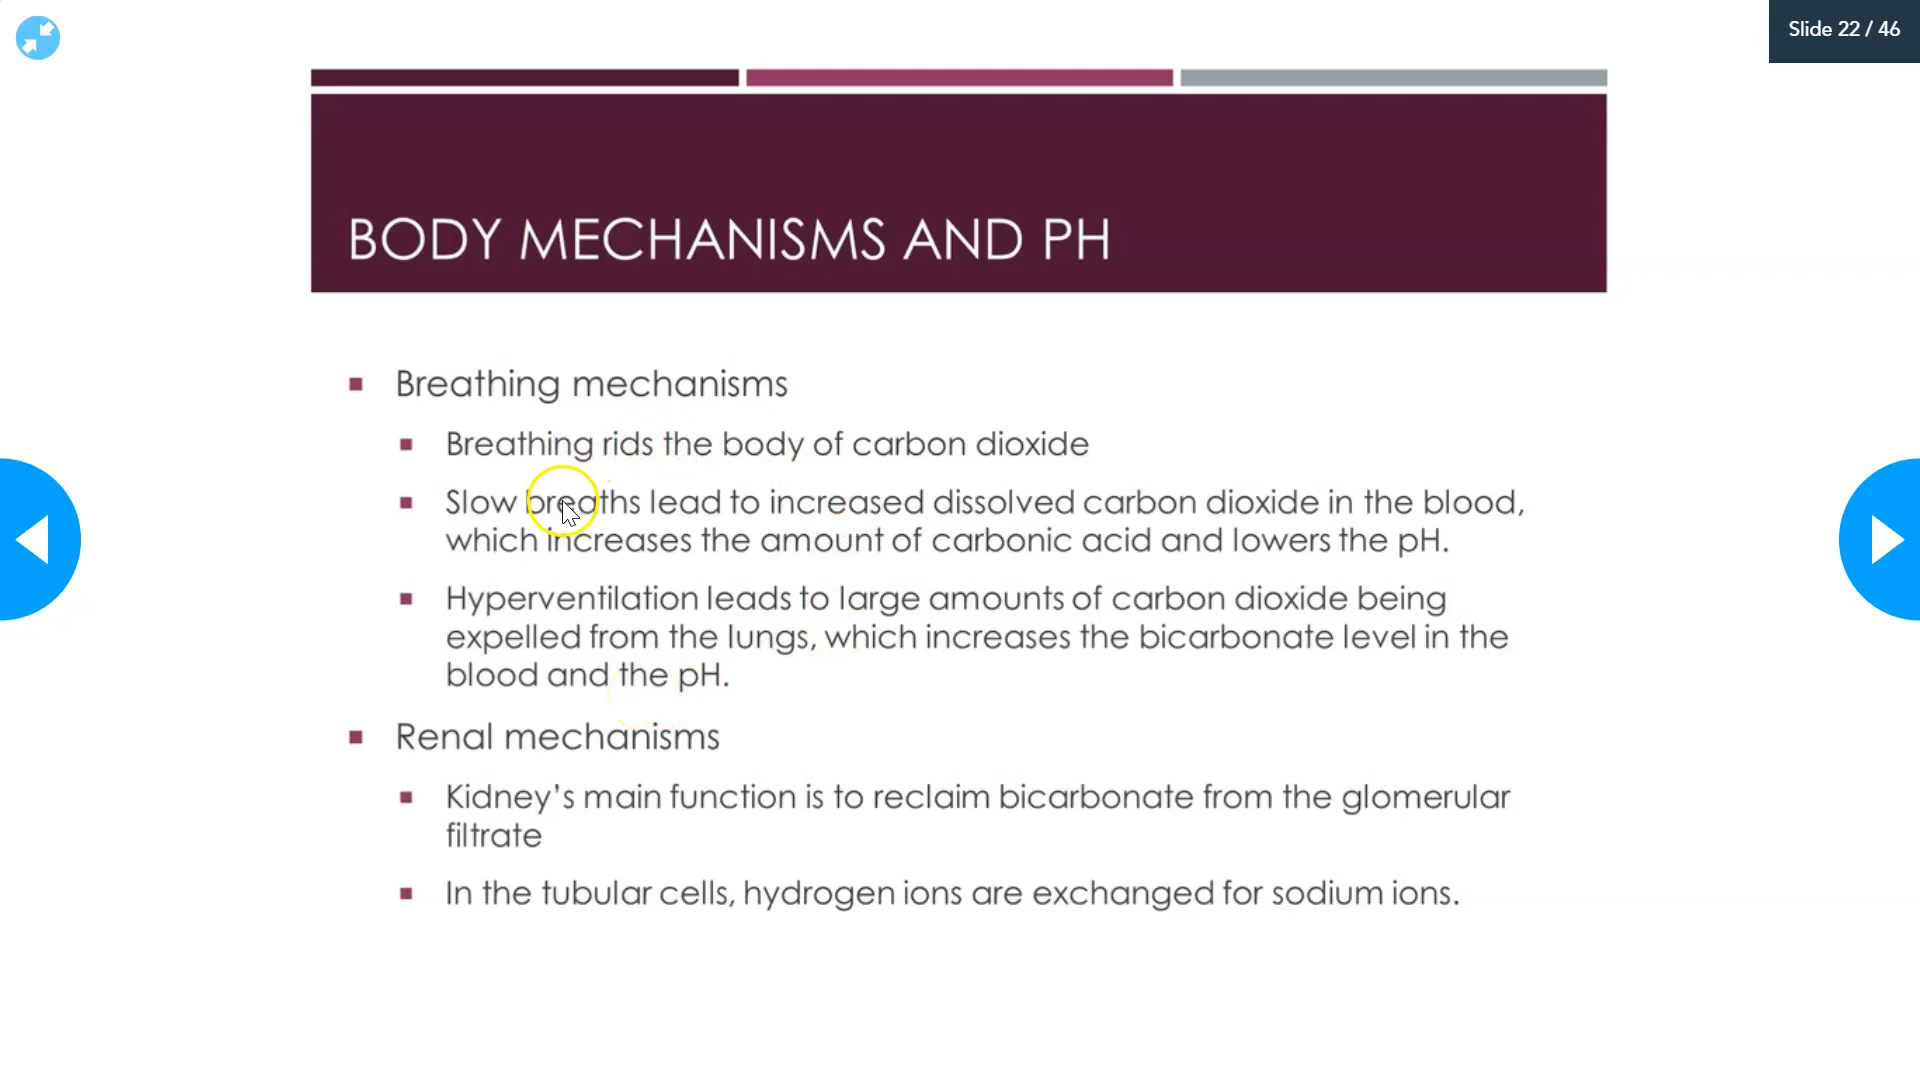 Slide 22 / 46
BODY MECHANISMS AND PH
Breathing mechanisms
Breathing rids the body of carbon dioxide
Slow breaths lead to increased dissolved carbon dioxide in the blood,
which increases the amount of carbonic acid and lowers the pH.
Hyperventilation leads to large amounts of carbon dioxide being
expelled from the lungs, which increases the bicarbonate level in the
blood and the pH.
Renal mechanisms
Kidney’s main function is to reclaim bicarbonate from the glomerular
filtrate
In the tubular cells, hydrogen ions are exchanged for sodium ions.